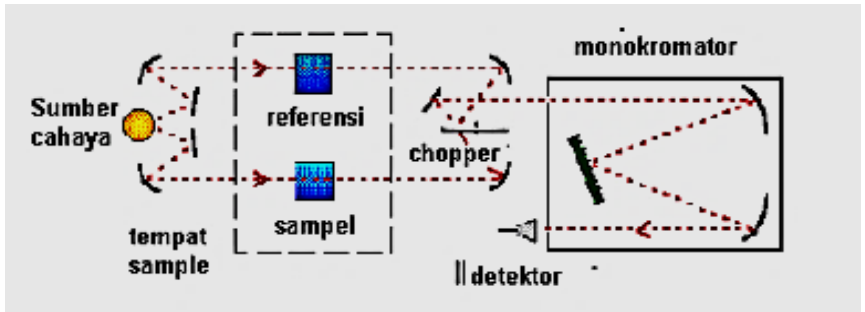 monokromator
Sumber
cahaya
referensi
chopper
sampel
tempat
sample
detektor